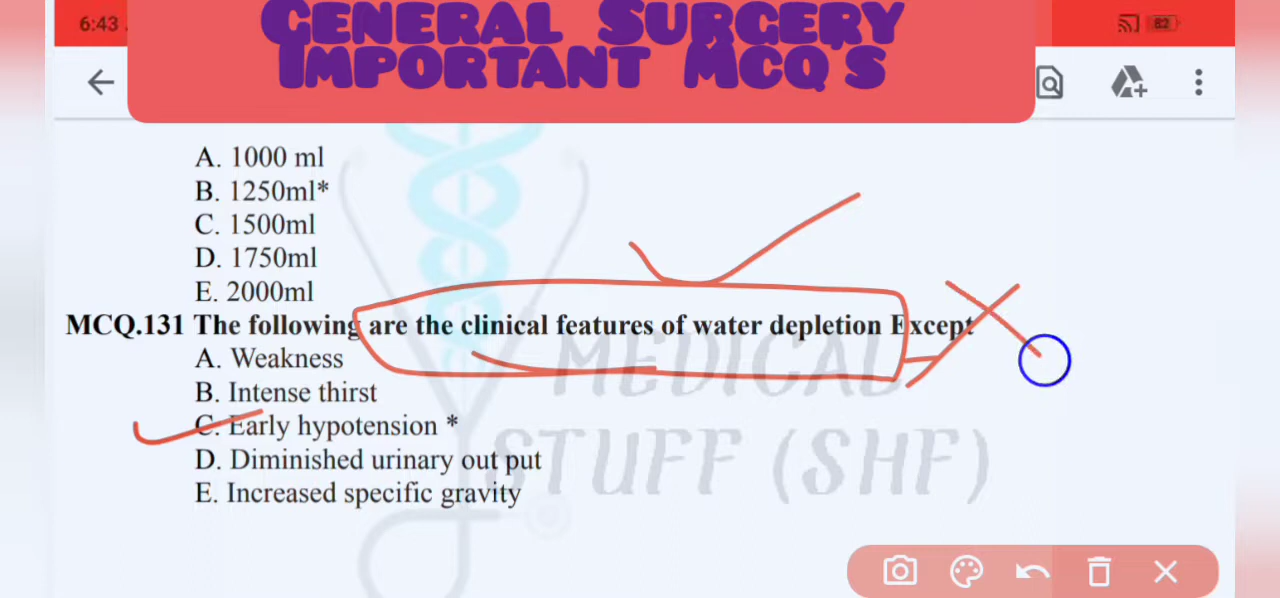 GENERAL SURGERY
IMPORTANT MCQ'S
6:43
82
A. 1000 ml
B. 1250ml*
C. 1500ml
D. 1750ml
E. 2000ml
MCQ.131 The following are the clinical features of water depletion Except
A. Weakness
B. Intense thirst
C. Early hypotension *
D. Diminished urinary out put
E. Increased specific gravity
MEDICAL
STUFF (SHF)